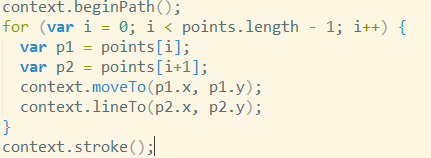 context.beginPath();
for (var i = 0; i < points.length - 1; i++) {
  var p1 = points[i];
  var p2 = points[i+1];
  context.moveTo(p1.x, p1.y);
  context.lineTo(p2.x, p2.y);
}
context.stroke();